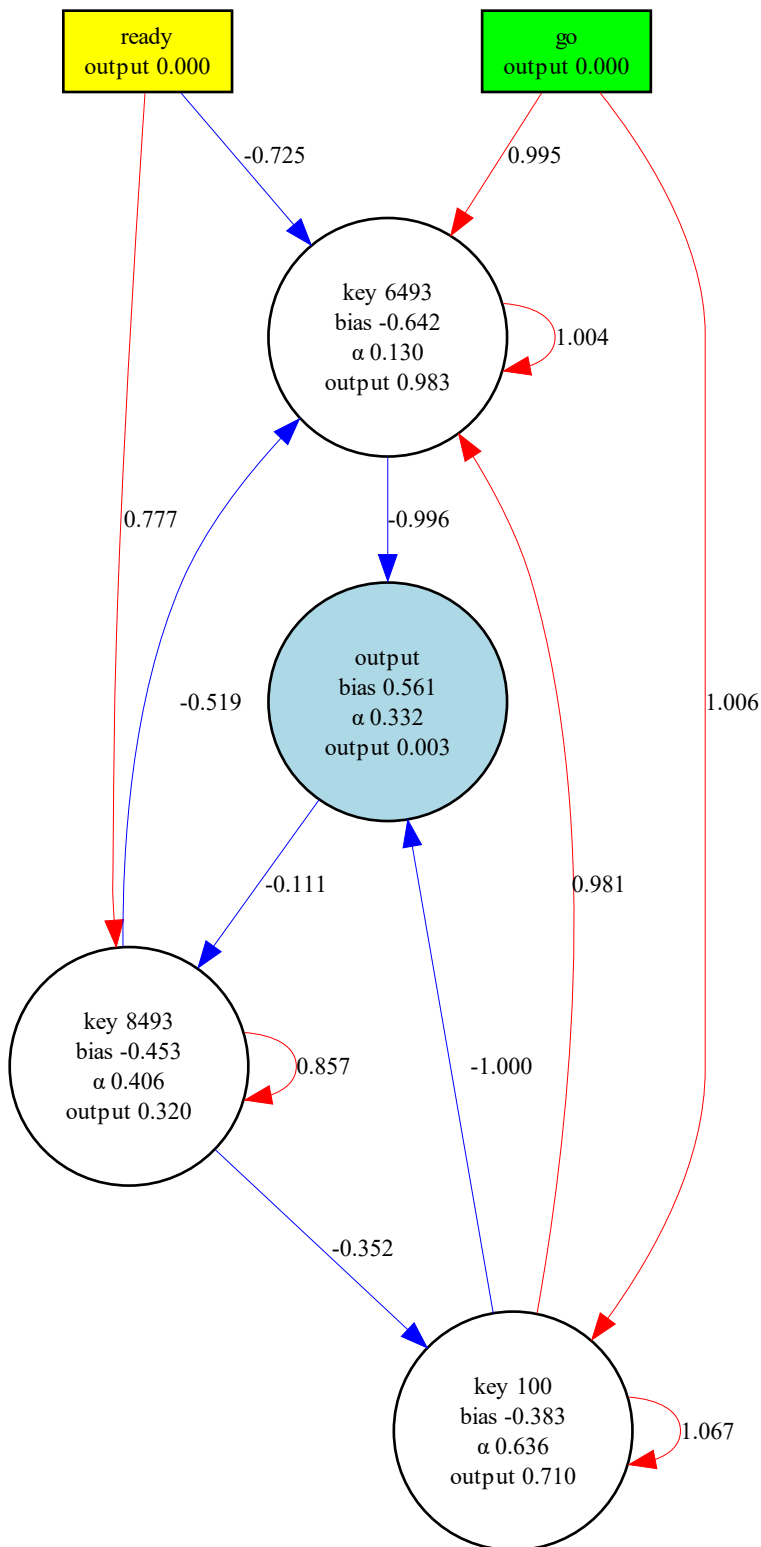 ready
output 0.000
go
output 0.000
-0.725
0.995
key 6493
bias -0.642
α 0.130
output 0.983
1.004
0.777
-0.996
-0.519
output
bias 0.561
α 0.332
output 0.003
1.006
-0.111
0.981
key 8493
bias -0.453
α 0.406
output 0.320
0.857
-1.000
-0.352
key 100
bias -0.383
α 0.636
output 0.710
1.067